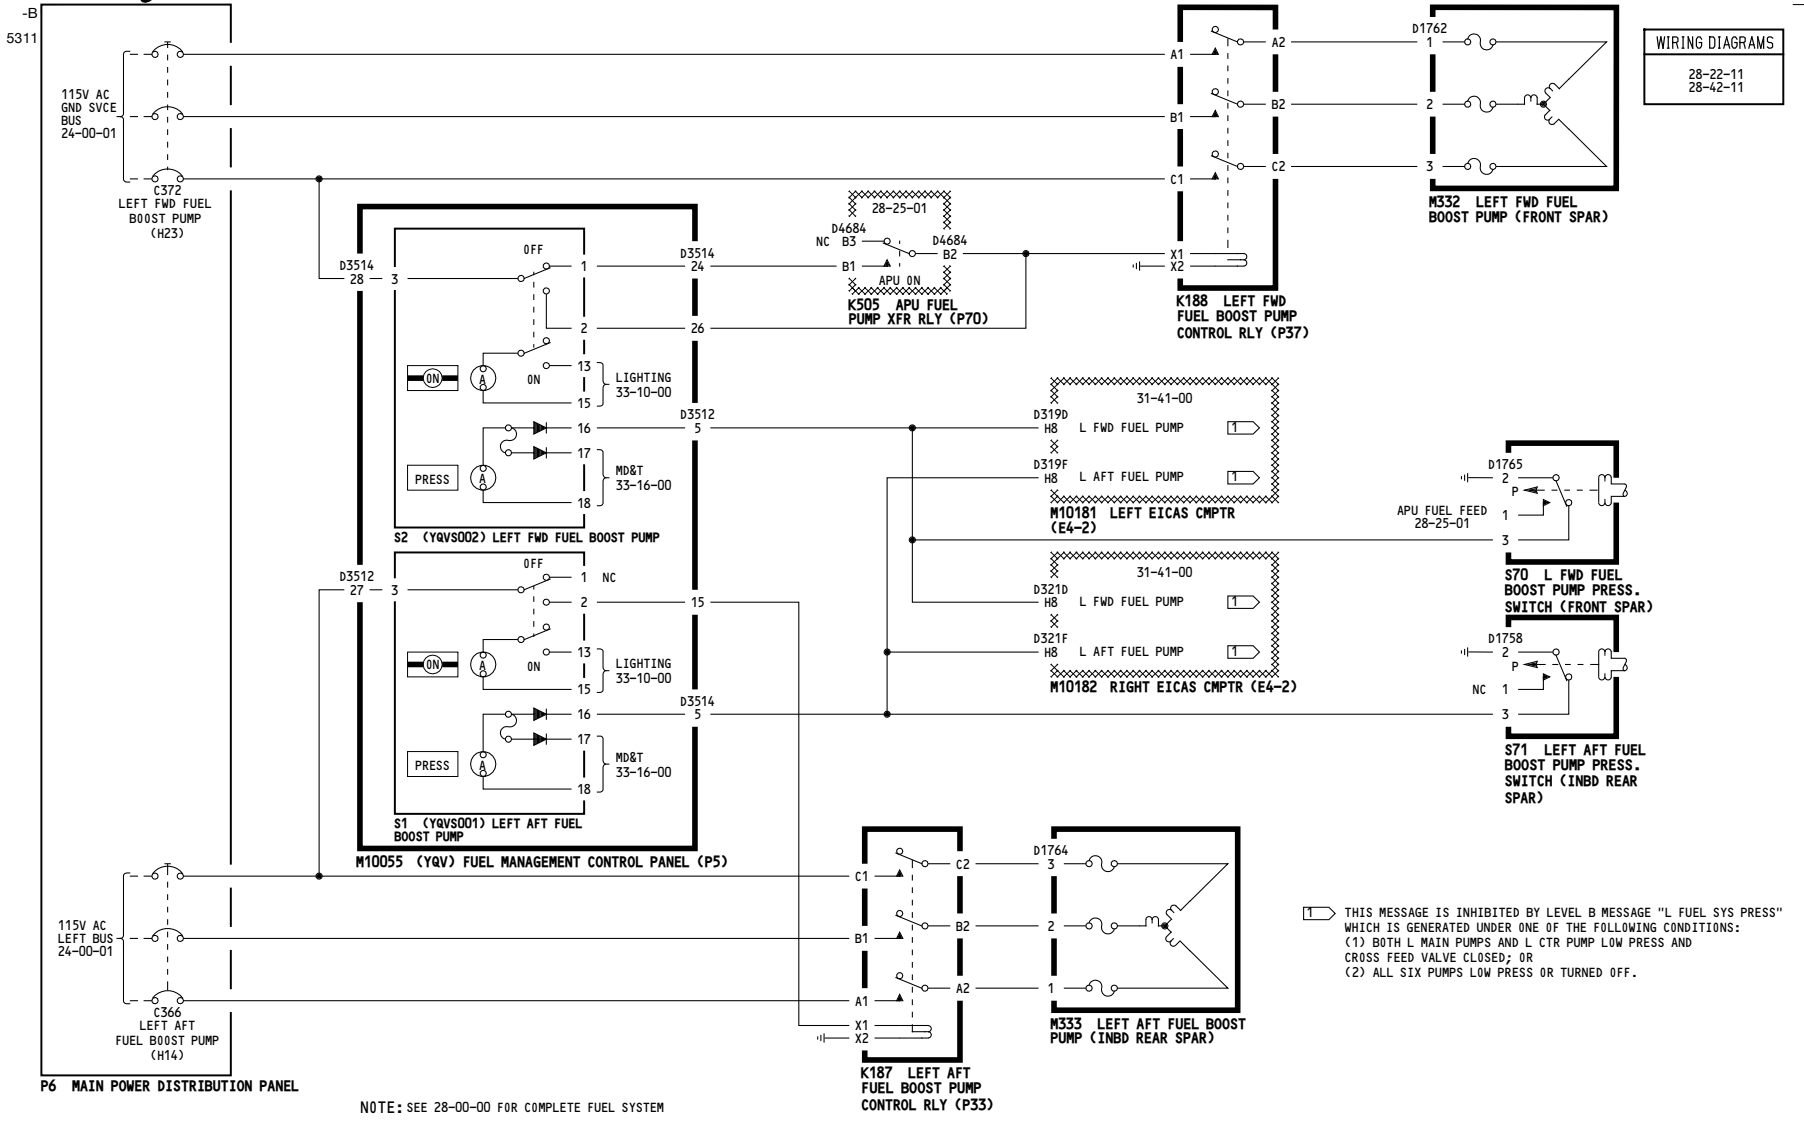 -B
5311
115V AC
GND SVCE
BUS
24-00-01
C372
LEFT FWD FUEL
BOOST PUMP
(H23)
A1
B1
C1
A2
B2
C2
X1
X2
K188 LEFT FWD
FUEL BOOST PUMP
CONTROL RLY (P37)
D1762
1
2
3
M332 LEFT FWD FUEL
BOOST PUMP (FRONT SPAR)
WIRING DIAGRAMS
28-22-11
28-42-11
28-25-01
D4684
NC B3
D4684
B2
B1
APU ON
K505 APU FUEL
PUMP XFR RLY (P70)
D3514
28
3
OFF
1
D3514
24
2
26
ON
A
ON
13
15
LIGHTING
33-10-00
16
D3512
5
17
PRESS
A
MD&T
33-16-00
18
S2 (YQVS002) LEFT FWD FUEL BOOST PUMP
D3512
27
3
OFF
1 NC
2
15
ON
A
ON
13
15
LIGHTING
33-10-00
16
D3514
5
17
PRESS
A
MD&T
33-16-00
18
S1 (YQVS001) LEFT AFT FUEL
BOOST PUMP
M10055 (YQV) FUEL MANAGEMENT CONTROL PANEL (P5)
31-41-00
D319D
H8 L FWD FUEL PUMP 1
D319F
H8 L AFT FUEL PUMP 1
M10181 LEFT EICAS CMPTR
(E4-2)
31-41-00
D321D
H8 L FWD FUEL PUMP 1
D321F
H8 L AFT FUEL PUMP 1
M10182 RIGHT EICAS CMPTR (E4-2)
D1765
2
P
APU FUEL FEED
28-25-01
1
3
S70 L FWD FUEL
BOOST PUMP PRESS.
SWITCH (FRONT SPAR)
D1758
2
P
NC 1
3
S71 LEFT AFT FUEL
BOOST PUMP PRESS.
SWITCH (INBD REAR
SPAR)
115V AC
LEFT BUS
24-00-01
C366
LEFT AFT
FUEL BOOST PUMP
(H14)
P6 MAIN POWER DISTRIBUTION PANEL
C1
B1
A1
C2
B2
A2
X1
X2
K187 LEFT AFT
FUEL BOOST PUMP
CONTROL RLY (P33)
D1764
3
2
1
M333 LEFT AFT FUEL BOOST
PUMP (INBD REAR SPAR)
1 THIS MESSAGE IS INHIBITED BY LEVEL B MESSAGE "L FUEL SYS PRESS"
WHICH IS GENERATED UNDER ONE OF THE FOLLOWING CONDITIONS:
(1) BOTH L MAIN PUMPS AND L CTR PUMP LOW PRESS AND
CROSS FEED VALVE CLOSED; OR
(2) ALL SIX PUMPS LOW PRESS OR TURNED OFF.
NOTE: SEE 28-00-00 FOR COMPLETE FUEL SYSTEM